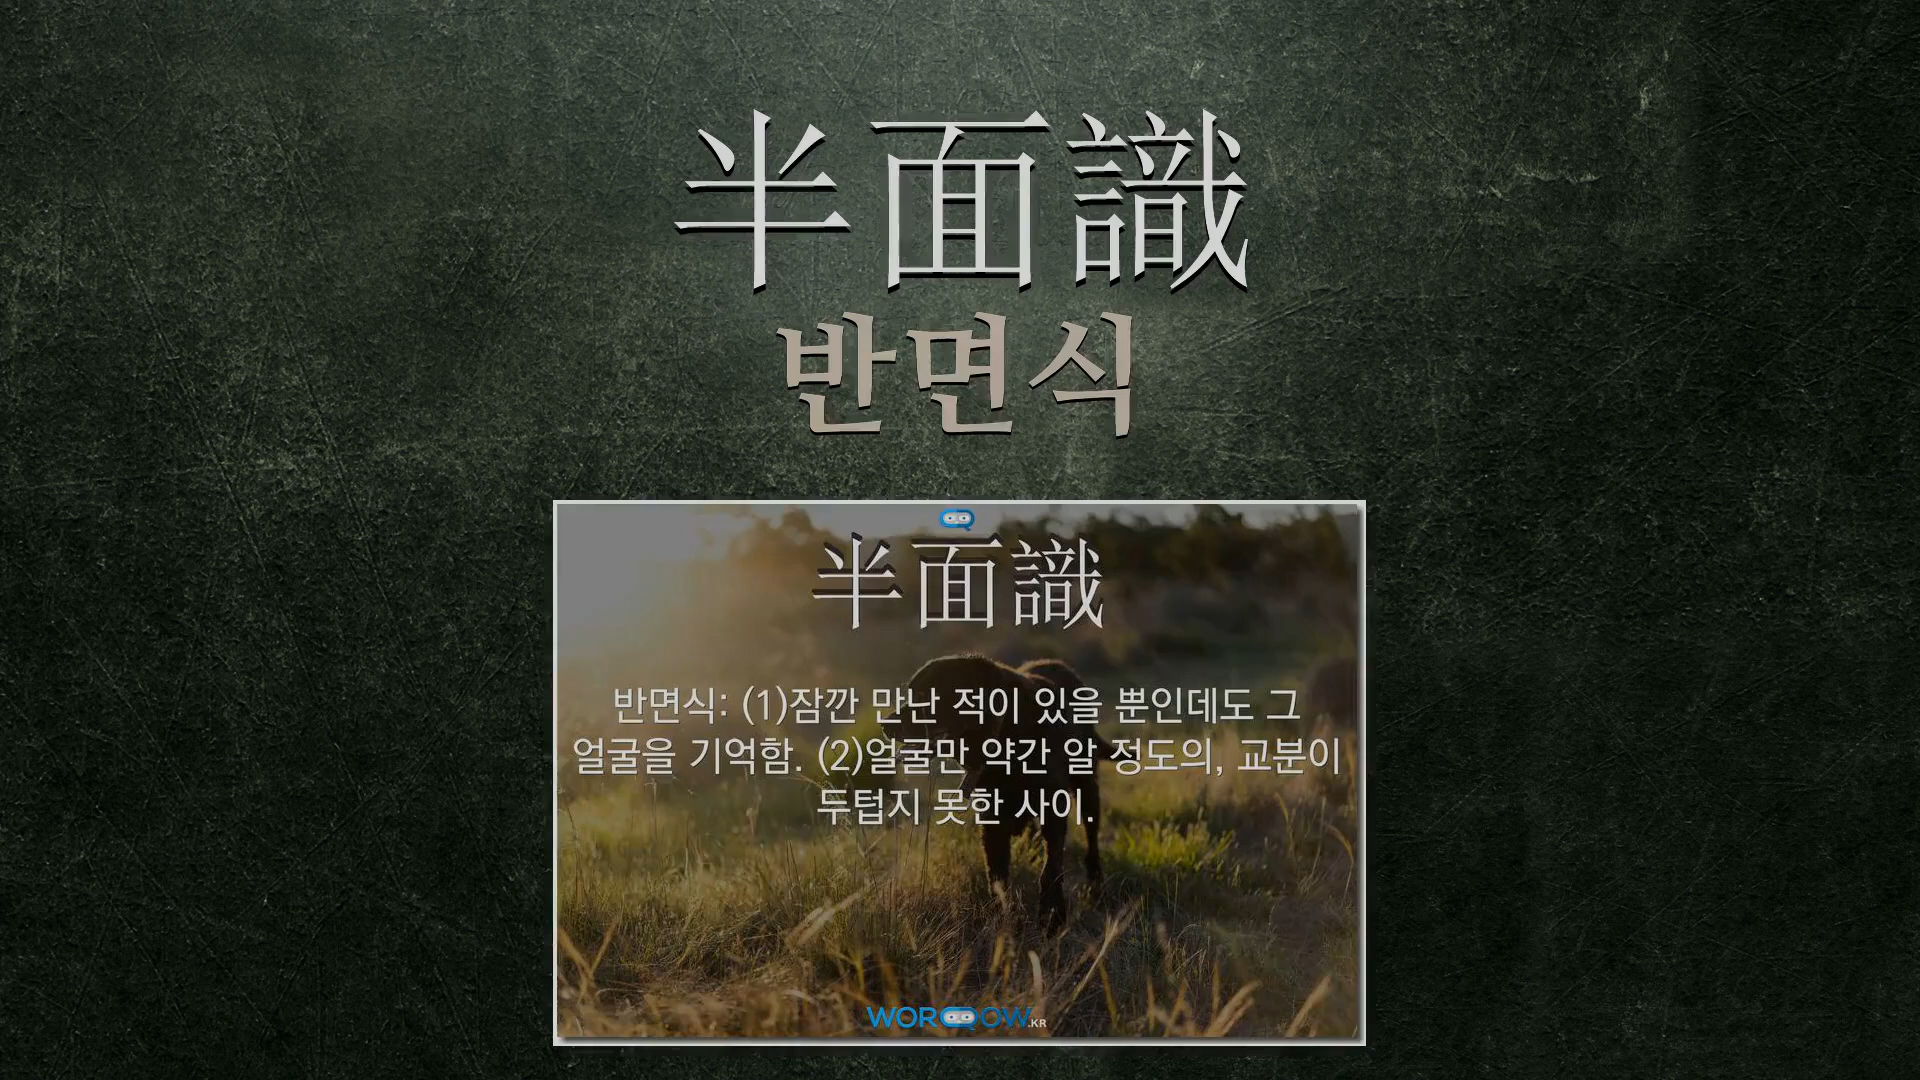 半面識
반면식
半面識
반면식: (1)잠깐 만난 적이 있을 뿐인데도 그
얼굴을 기억함. (2)얼굴만 약간 알 정도의, 교분이
두텁지 못한 사이.
WORQQOW.KR